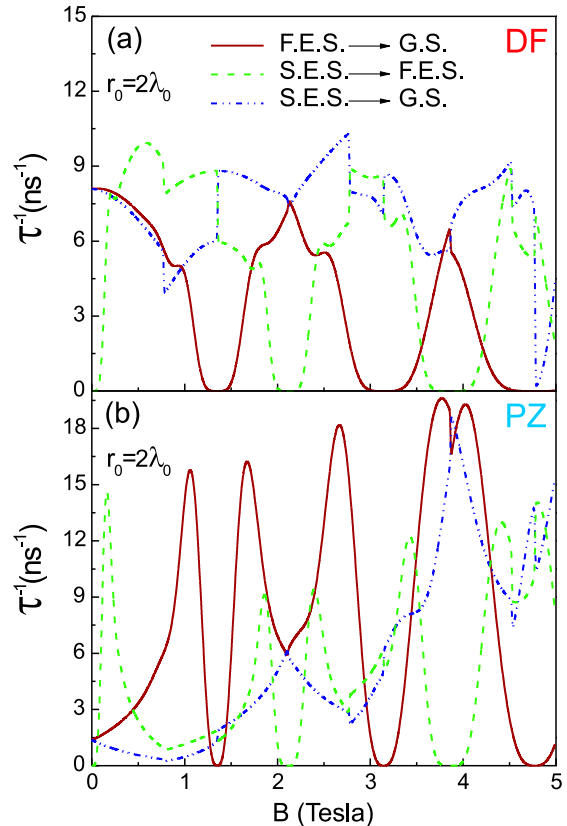 15
(a)
F.E.S. → G.S.
DF
S.E.S. → F.E.S.
r₀=2λ₀
S.E.S. → G.S.
12
9
τ⁻¹(ns⁻¹)
6
3
0
(b)
PZ
18
r₀=2λ₀
15
12
τ⁻¹(ns⁻¹)
9
6
3
0
0 1 2 3 4 5
B (Tesla)